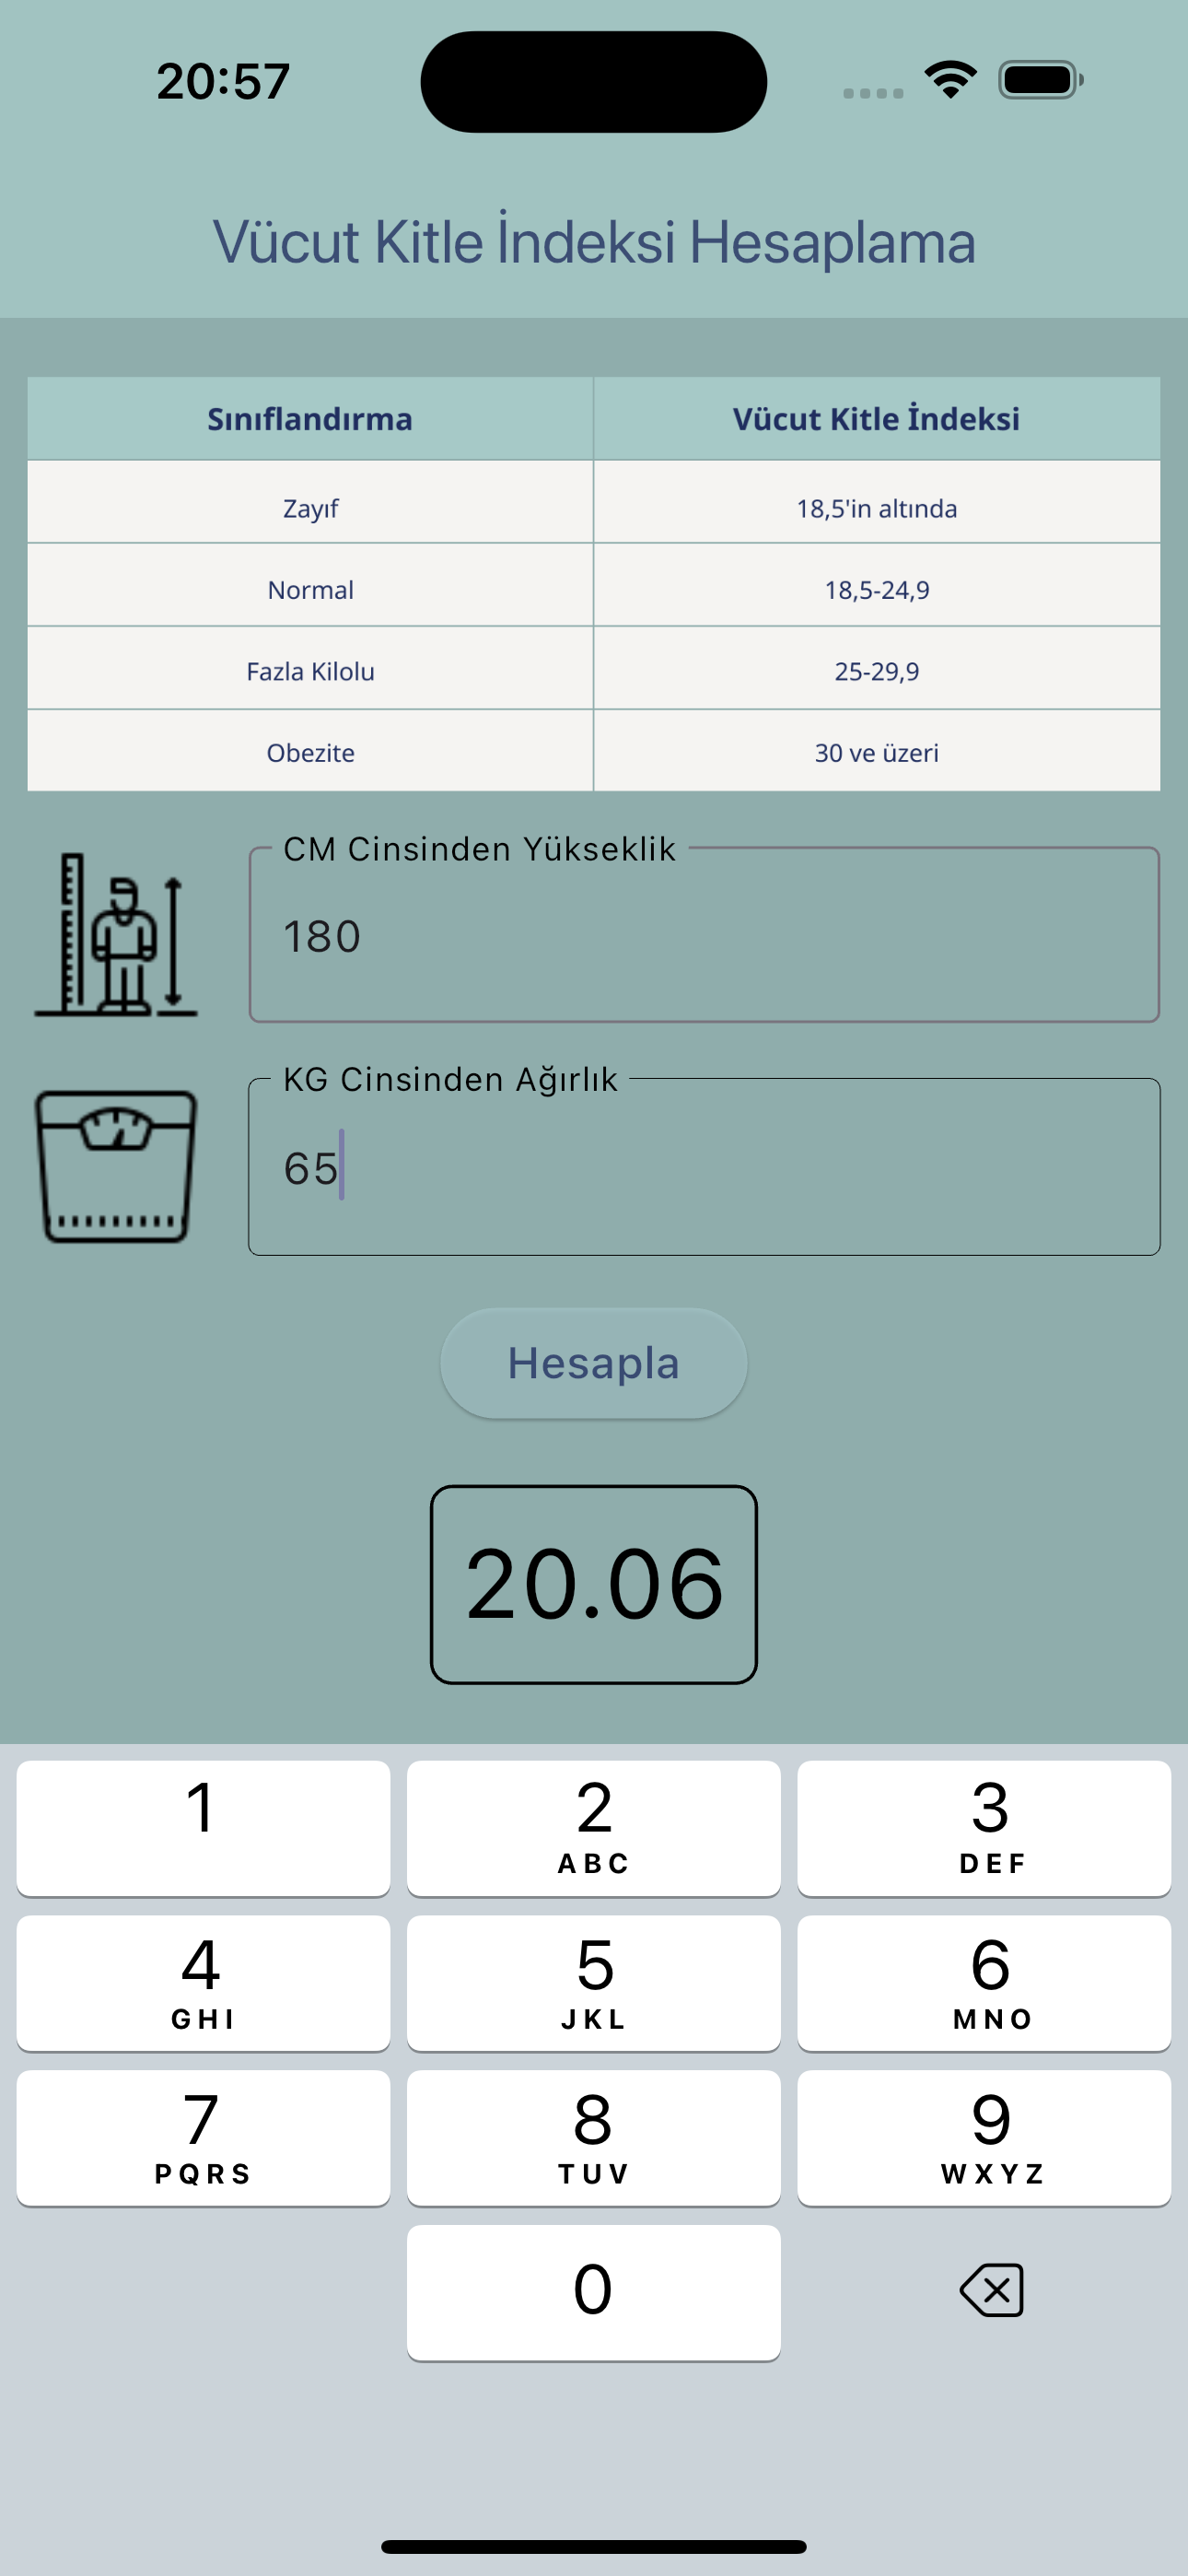 20:57
Vücut Kitle İndeksi Hesaplama
Sınıflandırma Vücut Kitle İndeksi
Zayıf 18,5'in altında
Normal 18,5-24,9
Fazla Kilolu 25-29,9
Obezite 30 ve üzeri
CM Cinsinden Yükseklik
180
KG Cinsinden Ağırlık
65
Hesapla
20.06
1 2 3
ABC DEF
4 5 6
GHI JKL MNO
7 8 9
PQRS TUV WXYZ
0